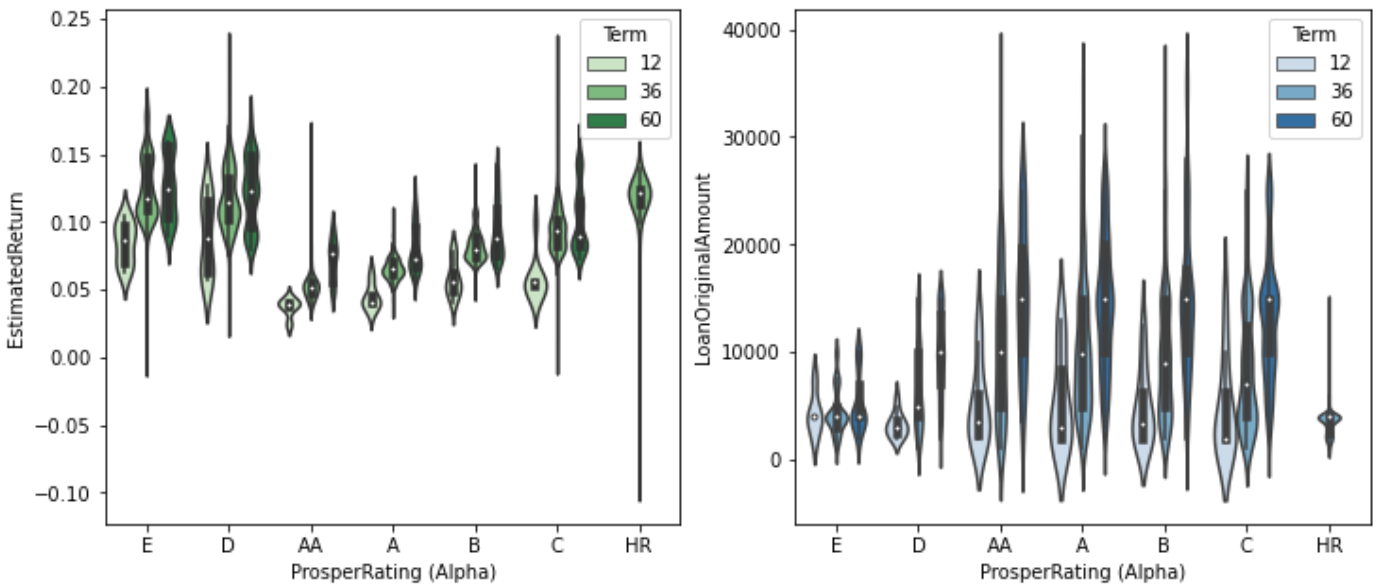 0.25
0.20
0.15
0.10
0.05
0.00
−0.05
−0.10
EstimatedReturn
E D AA A B C HR
ProsperRating (Alpha)
Term
12
36
60
40000
30000
20000
10000
0
LoanOriginalAmount
E D AA A B C HR
ProsperRating (Alpha)
Term
12
36
60